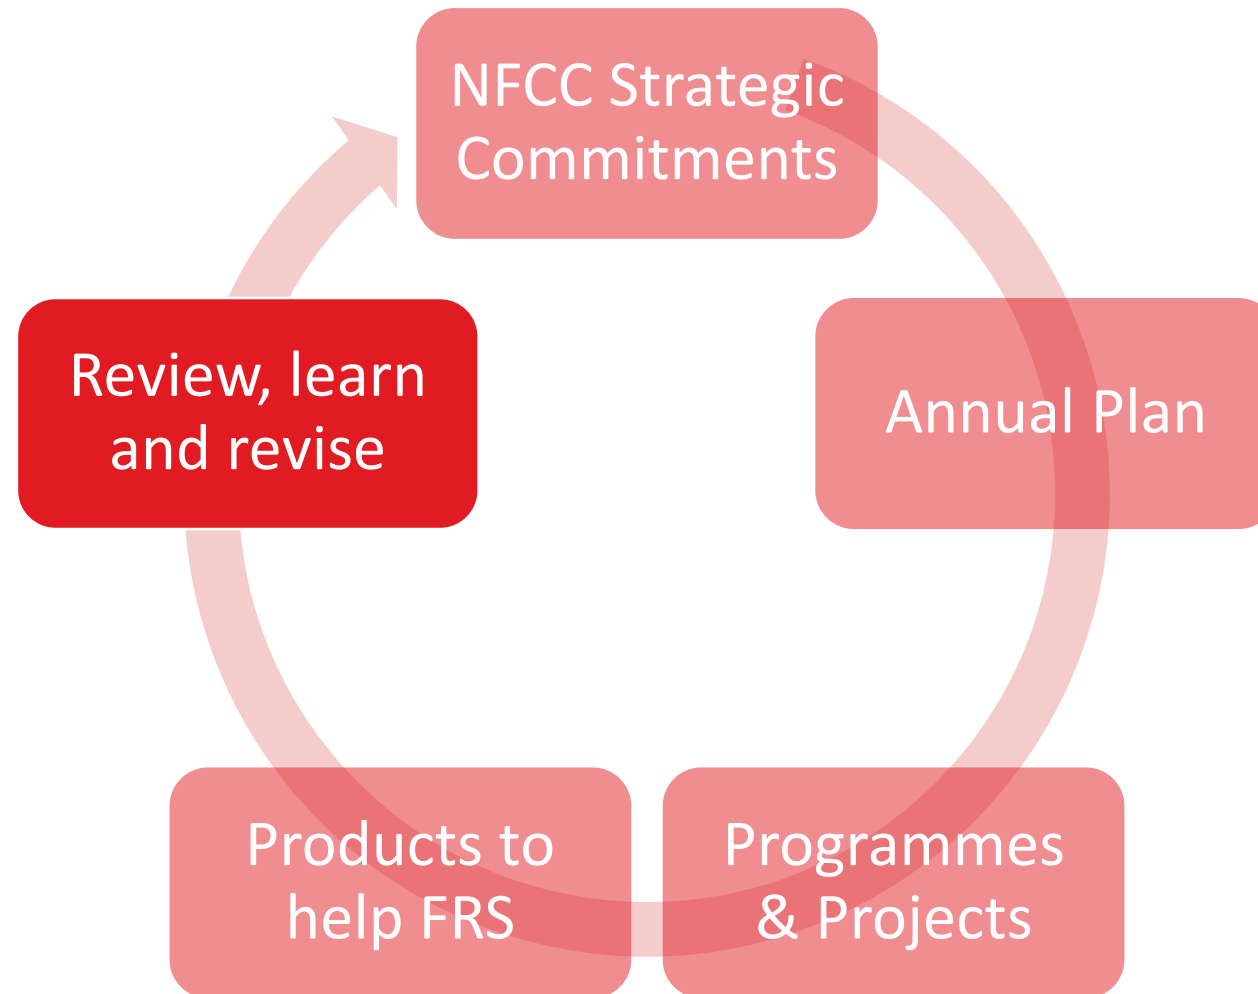 NFCC Strategic
Commitments
Annual Plan
Programmes
& Projects
Products to
help FRS
Review, learn
and revise